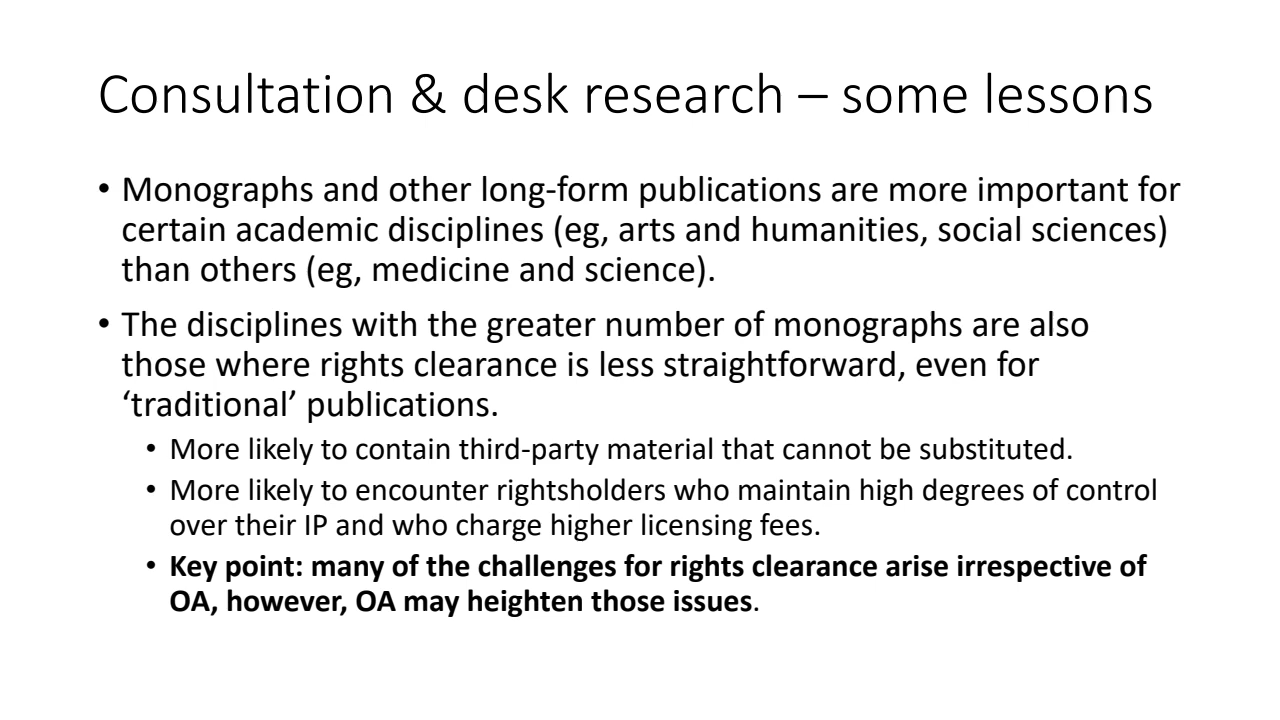 Consultation & desk research – some lessons
• Monographs and other long-form publications are more important for
certain academic disciplines (eg, arts and humanities, social sciences)
than others (eg, medicine and science).
• The disciplines with the greater number of monographs are also
those where rights clearance is less straightforward, even for
‘traditional’ publications.
• More likely to contain third-party material that cannot be substituted.
• More likely to encounter rightsholders who maintain high degrees of control
over their IP and who charge higher licensing fees.
• Key point: many of the challenges for rights clearance arise irrespective of
OA, however, OA may heighten those issues.